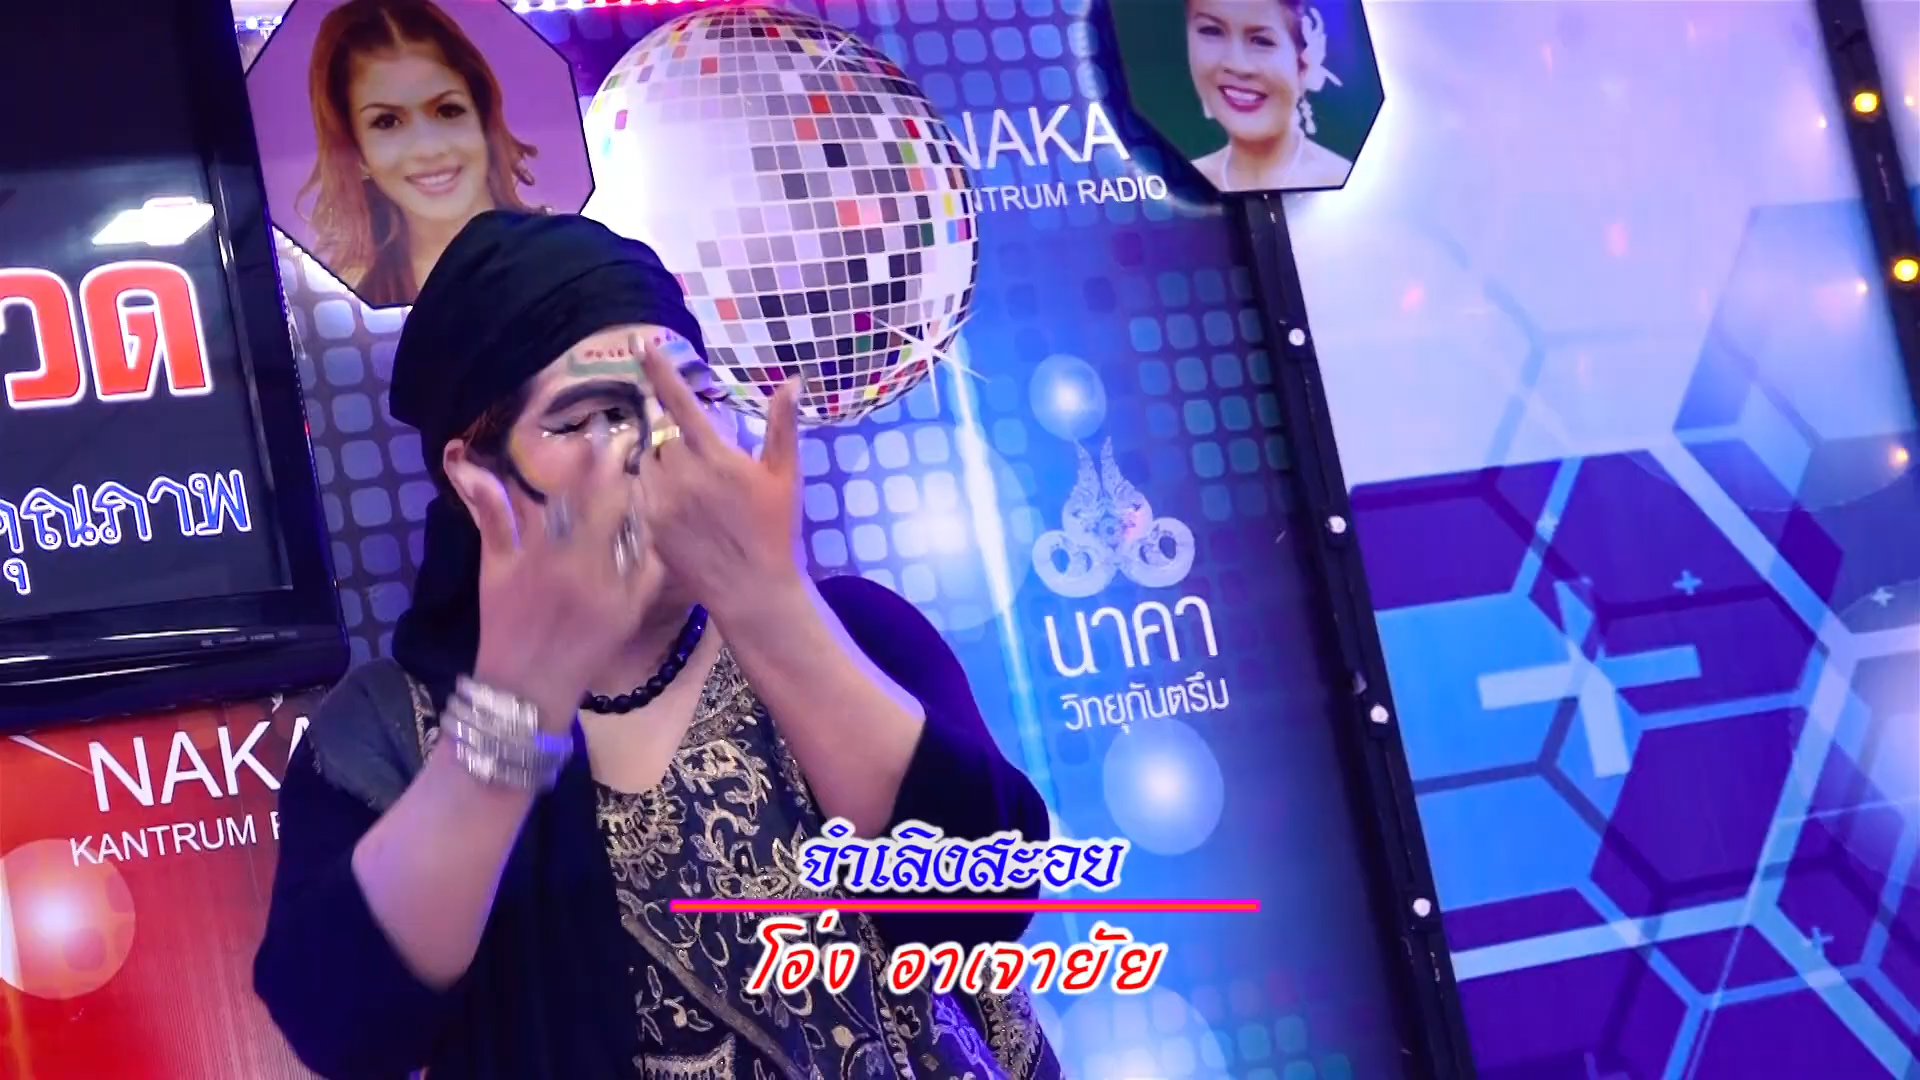 วด
คุณภาพ
NAKA
KANTRUM RADIO
นาคา
วิทยุกันตรึม
NAKA
KANTRUM
จำเลิงสะอย
โอ่ง อาเจายัย